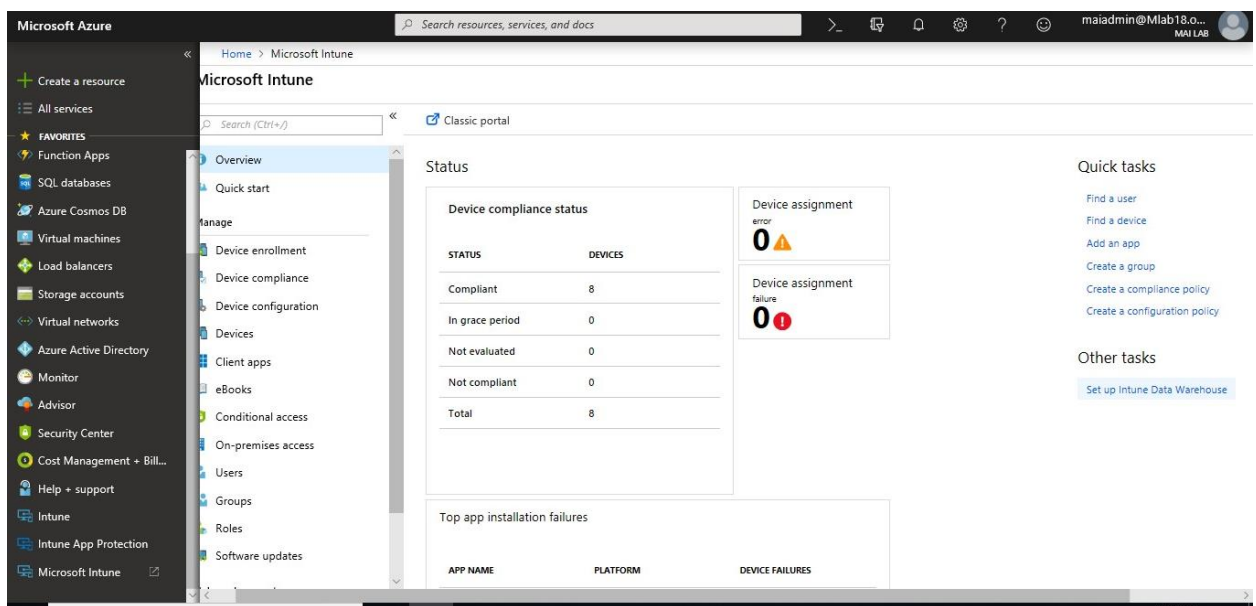 Microsoft Azure
Search resources, services, and docs
maiadmin@Mlab18.o...
MAI LAB
Create a resource
All services
FAVORITES
Function Apps
SQL databases
Azure Cosmos DB
Virtual machines
Load balancers
Storage accounts
Virtual networks
Azure Active Directory
Monitor
Advisor
Security Center
Cost Management + Bill...
Help + support
Intune
Intune App Protection
Microsoft Intune
Home > Microsoft Intune
Microsoft Intune
Search (Ctrl+/)
Overview
Quick start
Manage
Device enrollment
Device compliance
Device configuration
Devices
Client apps
eBooks
Conditional access
On-premises access
Users
Groups
Roles
Software updates
Classic portal
Status
Device compliance status
STATUS DEVICES
Compliant 8
In grace period 0
Not evaluated 0
Not compliant 0
Total 8
Device assignment
error
0
Device assignment
failure
0
Top app installation failures
APP NAME PLATFORM DEVICE FAILURES
Quick tasks
Find a user
Find a device
Add an app
Create a group
Create a compliance policy
Create a configuration policy
Other tasks
Set up Intune Data Warehouse